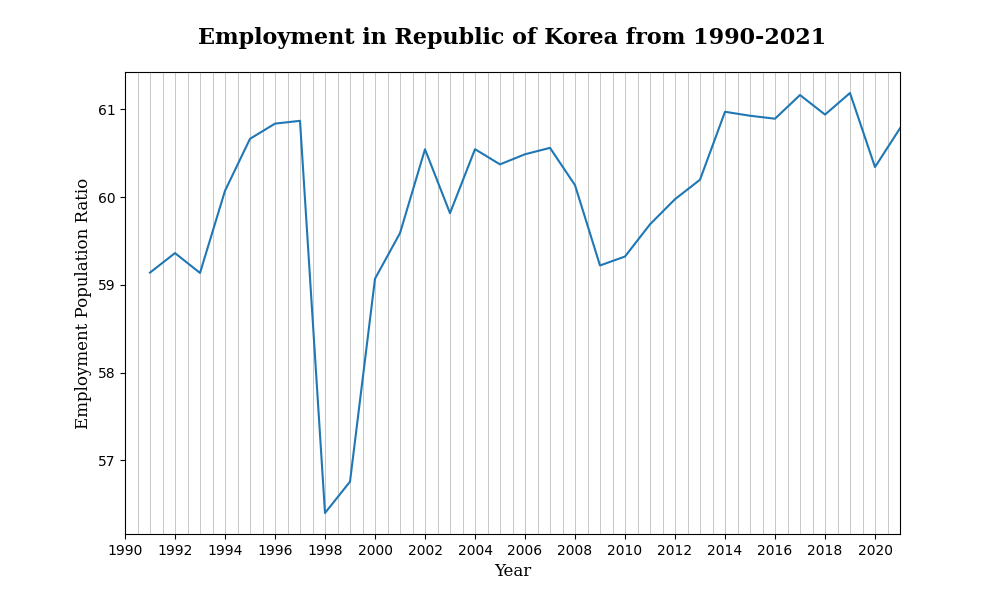 Employment in Republic of Korea from 1990-2021
Employment Population Ratio
61
60
59
58
57
1990 1992 1994 1996 1998 2000 2002 2004 2006 2008 2010 2012 2014 2016 2018 2020
Year